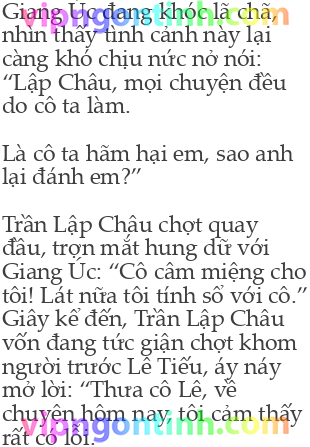 Giang Úc đang khóc lã chã,
nhìn thấy tình cảnh này lại
càng khó chịu nức nở nói:
“Lập Châu, mọi chuyện đều
do cô ta làm.
Là cô ta hãm hại em, sao anh
lại đánh em?”
Trần Lập Châu chợt quay
đầu, trợn mắt hung dữ với
Giang Úc: “Cô câm miệng cho
tôi! Lát nữa tôi tính sổ với cô.”
Giây kế đến, Trần Lập Châu
vốn đang tức giận chợt khom
người trước Lê Tiếu, áy náy
mở lời: “Thưa cô Lê, về
chuyện hôm nay, tôi cảm thấy
rất có lỗi.
vipngontinh.com
vipngontinh.com